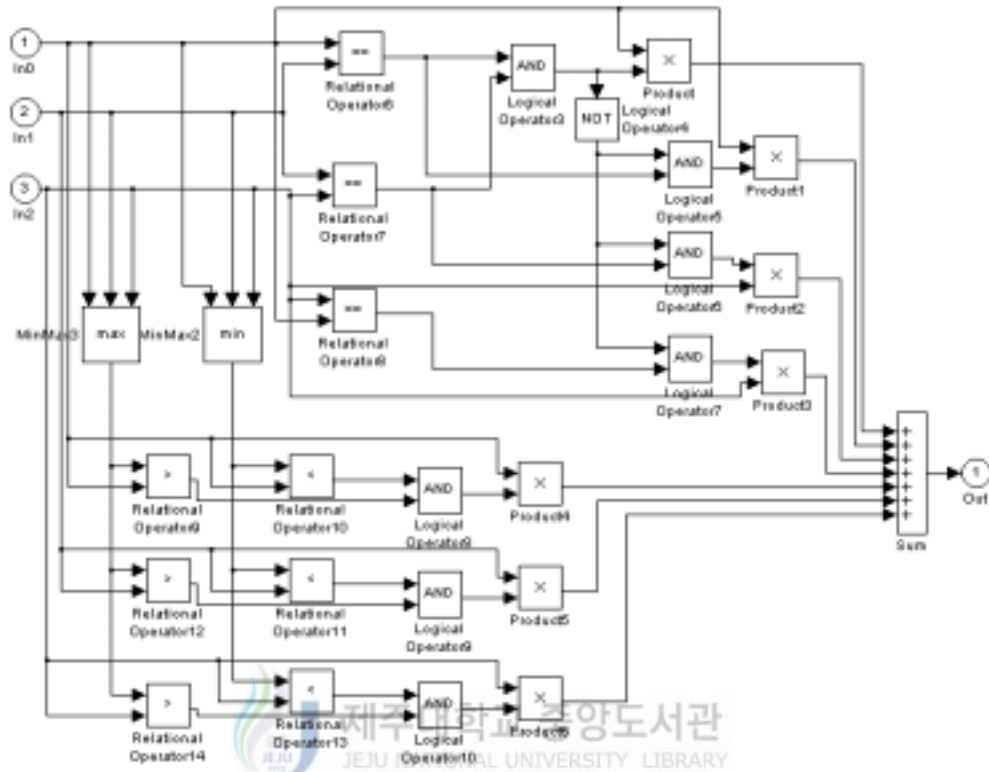 1
In0
2
In1
3
In2
==
Relational
Operator6
AND
Logical
Operator3
×
Product
NOT
Logical
Operator4
==
Relational
Operator7
AND
Logical
Operator5
×
Product1
AND
Logical
Operator6
×
Product2
MinMax3
max
MinMax2
min
==
Relational
Operator8
AND
Logical
Operator7
×
Product3
>
Relational
Operator9
<
Relational
Operator10
AND
Logical
Operator8
×
Product4
+
+
+
+
+
+
+
Sum
1
Out
>
Relational
Operator12
<
Relational
Operator11
AND
Logical
Operator9
×
Product5
>
Relational
Operator14
<
Relational
Operator13
AND
Logical
Operator10
×
Product6
JEJU
1952
제주대학교 중앙도서관
JEJU NATIONAL UNIVERSITY LIBRARY